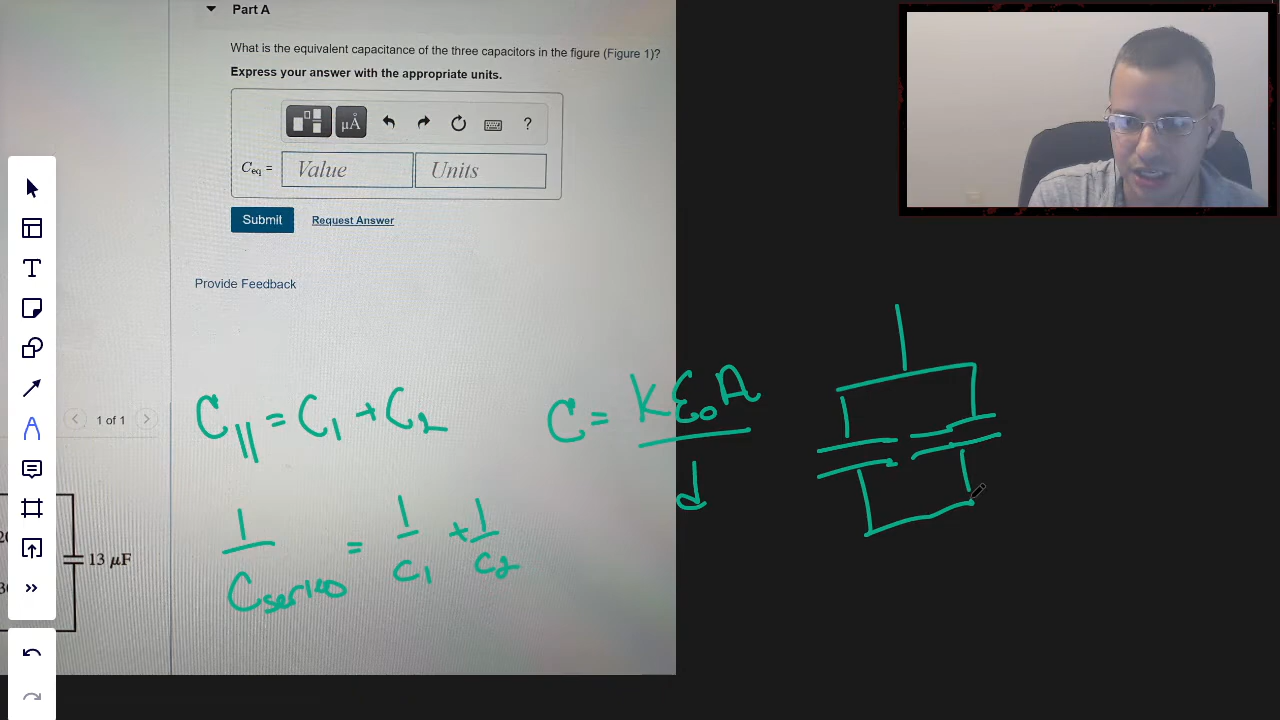 Part A
What is the equivalent capacitance of the three capacitors in the figure (Figure 1)?
Express your answer with the appropriate units.
μÅ
?
C_eq = Value Units
Submit Request Answer
Provide Feedback
C_|| = C_1 + C_2
C = kε_0A / d
1 / C_series = 1 / C_1 + 1 / C_2
1 of 1
13 μF
T